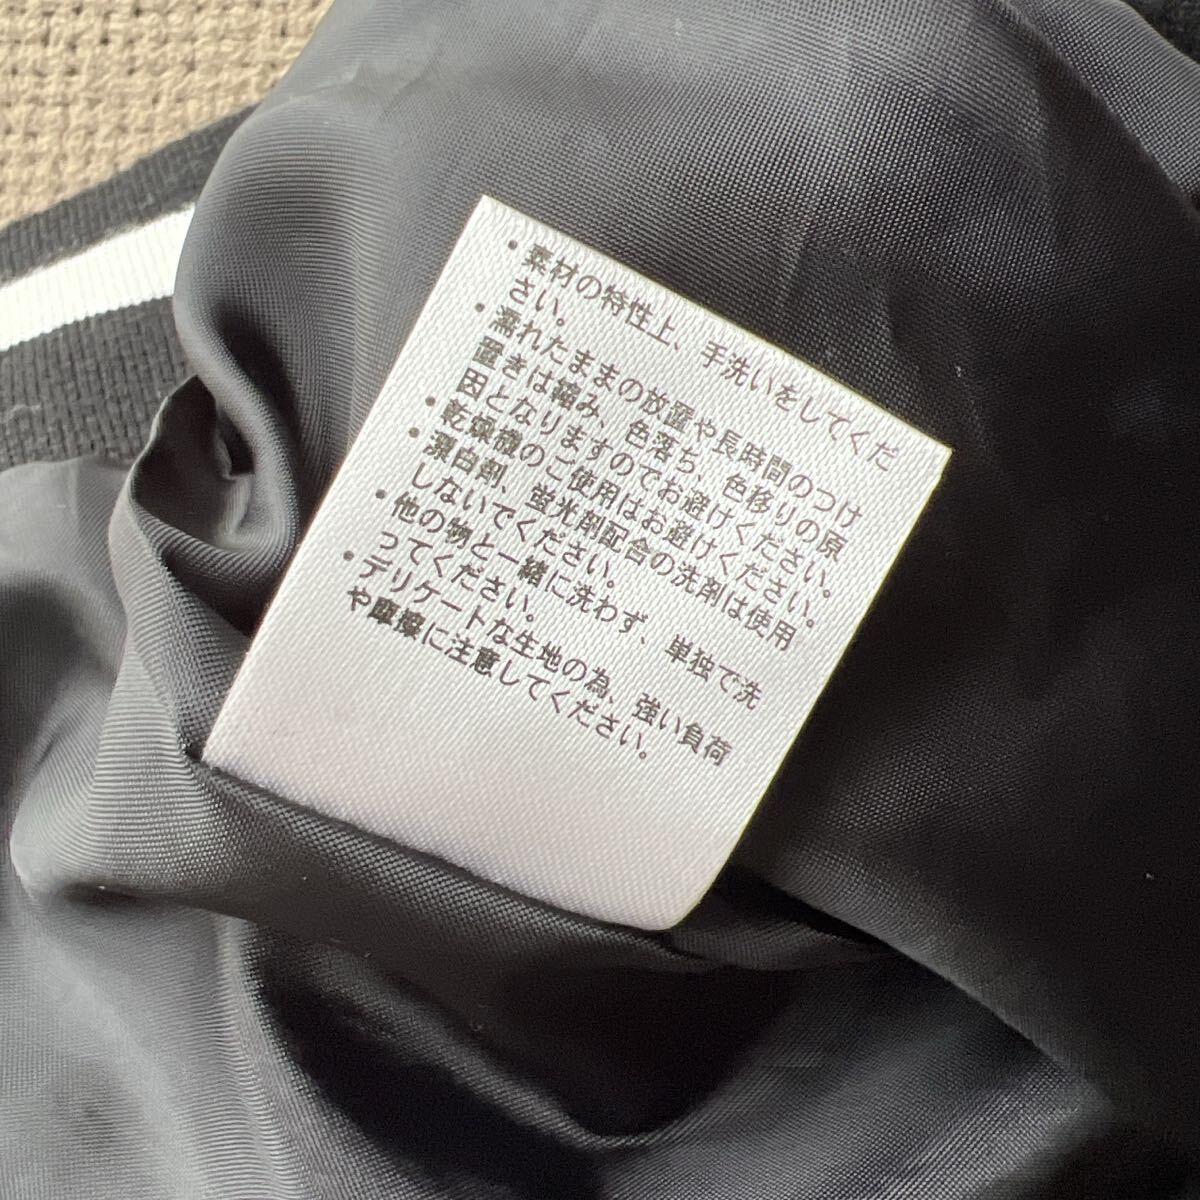 ・素材の特性上、手洗いをしてくだ
さい。
・濡れたままの放置や長時間のつけ
置きは縮み、色落ち、色移りの原
因となりますのでお避けください。
・乾燥機のご使用はお避けください。
・漂白剤、蛍光剤配合の洗剤は使用
しないでください。
・他の物と一緒に洗わず、単独で洗
ってください。
・デリケートな生地の為、強い負荷
や摩擦に注意してください。